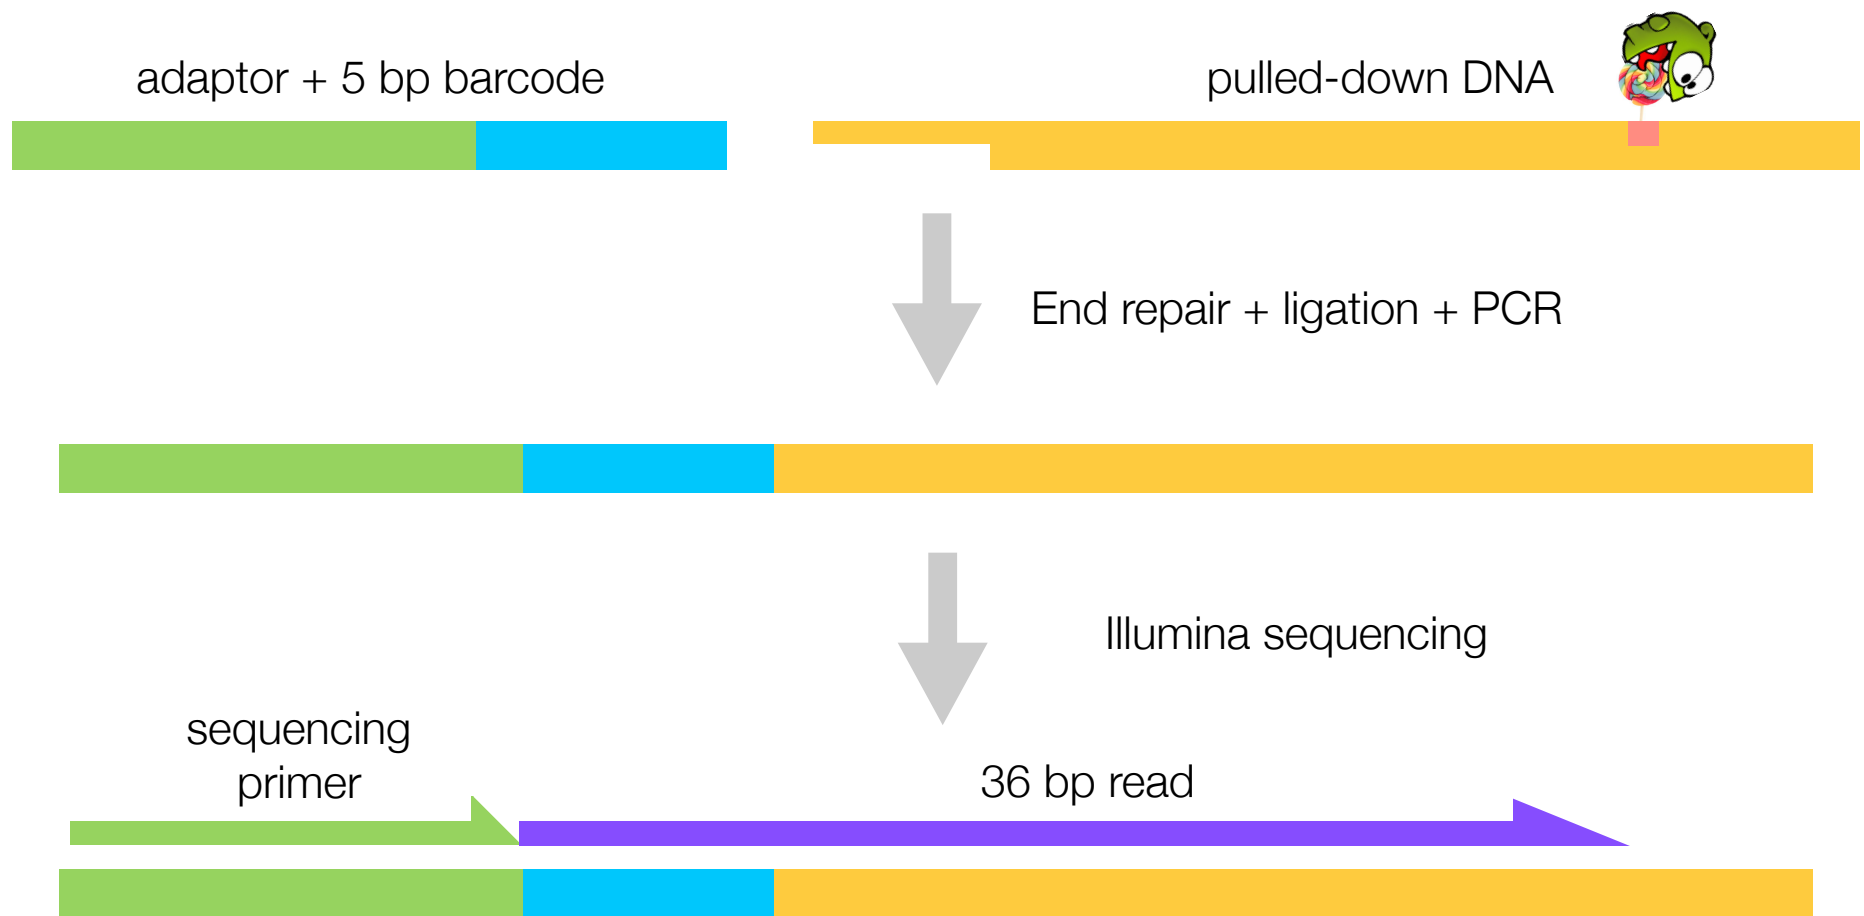 adaptor + 5 bp barcode
pulled-down DNA
End repair + ligation + PCR
Illumina sequencing
sequencing
primer
36 bp read